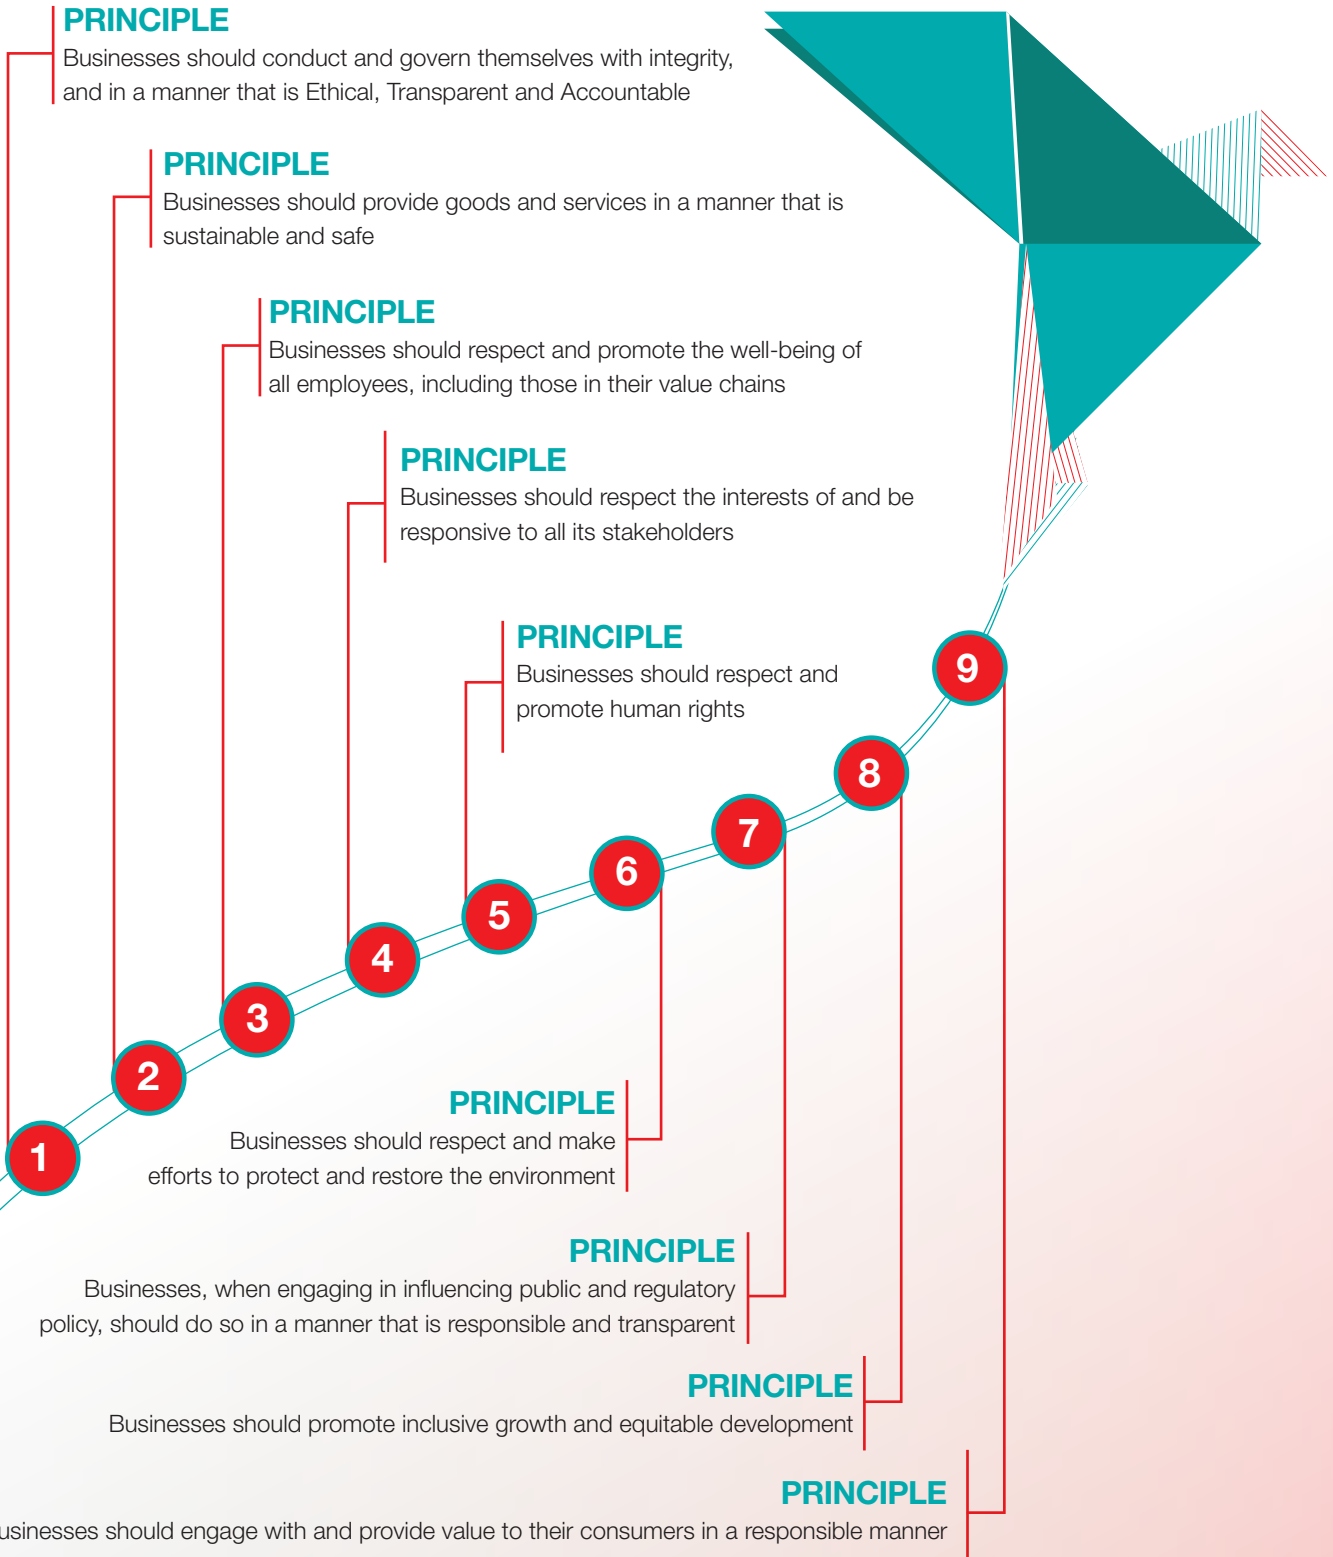 PRINCIPLE
Businesses should conduct and govern themselves with integrity,
and in a manner that is Ethical, Transparent and Accountable
PRINCIPLE
Businesses should provide goods and services in a manner that is
sustainable and safe
PRINCIPLE
Businesses should respect and promote the well-being of
all employees, including those in their value chains
PRINCIPLE
Businesses should respect the interests of and be
responsive to all its stakeholders
PRINCIPLE
Businesses should respect and
promote human rights
9
8
7
6
5
4
3
2
1
PRINCIPLE
Businesses should respect and make
efforts to protect and restore the environment
PRINCIPLE
Businesses, when engaging in influencing public and regulatory
policy, should do so in a manner that is responsible and transparent
PRINCIPLE
Businesses should promote inclusive growth and equitable development
PRINCIPLE
usinesses should engage with and provide value to their consumers in a responsible manner